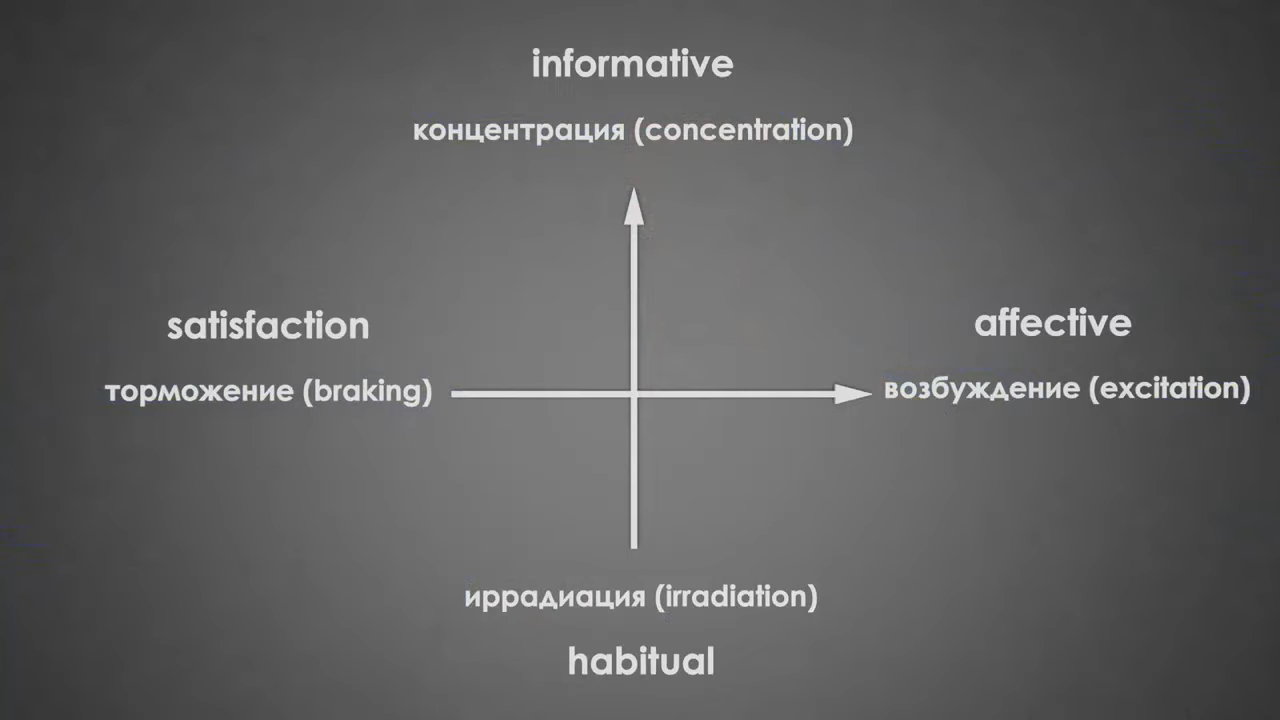 informative
концентрация (concentration)
satisfaction
affective
торможение (braking)
возбуждение (excitation)
иррадиация (irradiation)
habitual